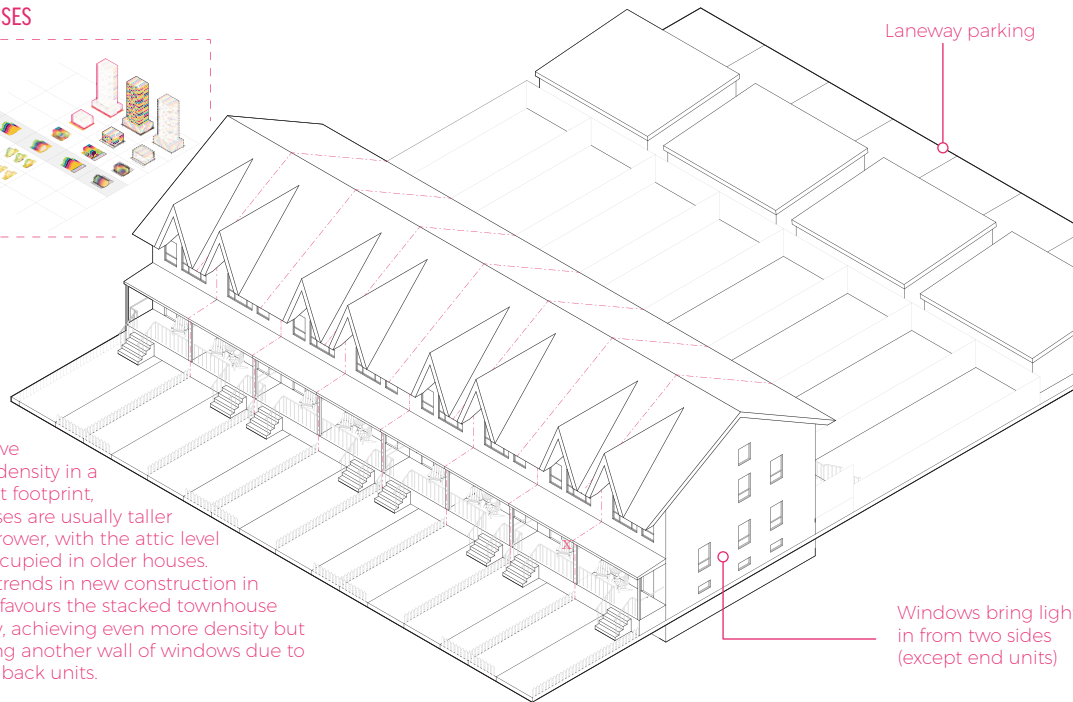 SES
Laneway parking
ve
density in a
t footprint,
ses are usually taller
rower, with the attic level
cupied in older houses.
trends in new construction in
favours the stacked townhouse
, achieving even more density but
ng another wall of windows due to
back units.
X
Windows bring ligh
in from two sides
(except end units)